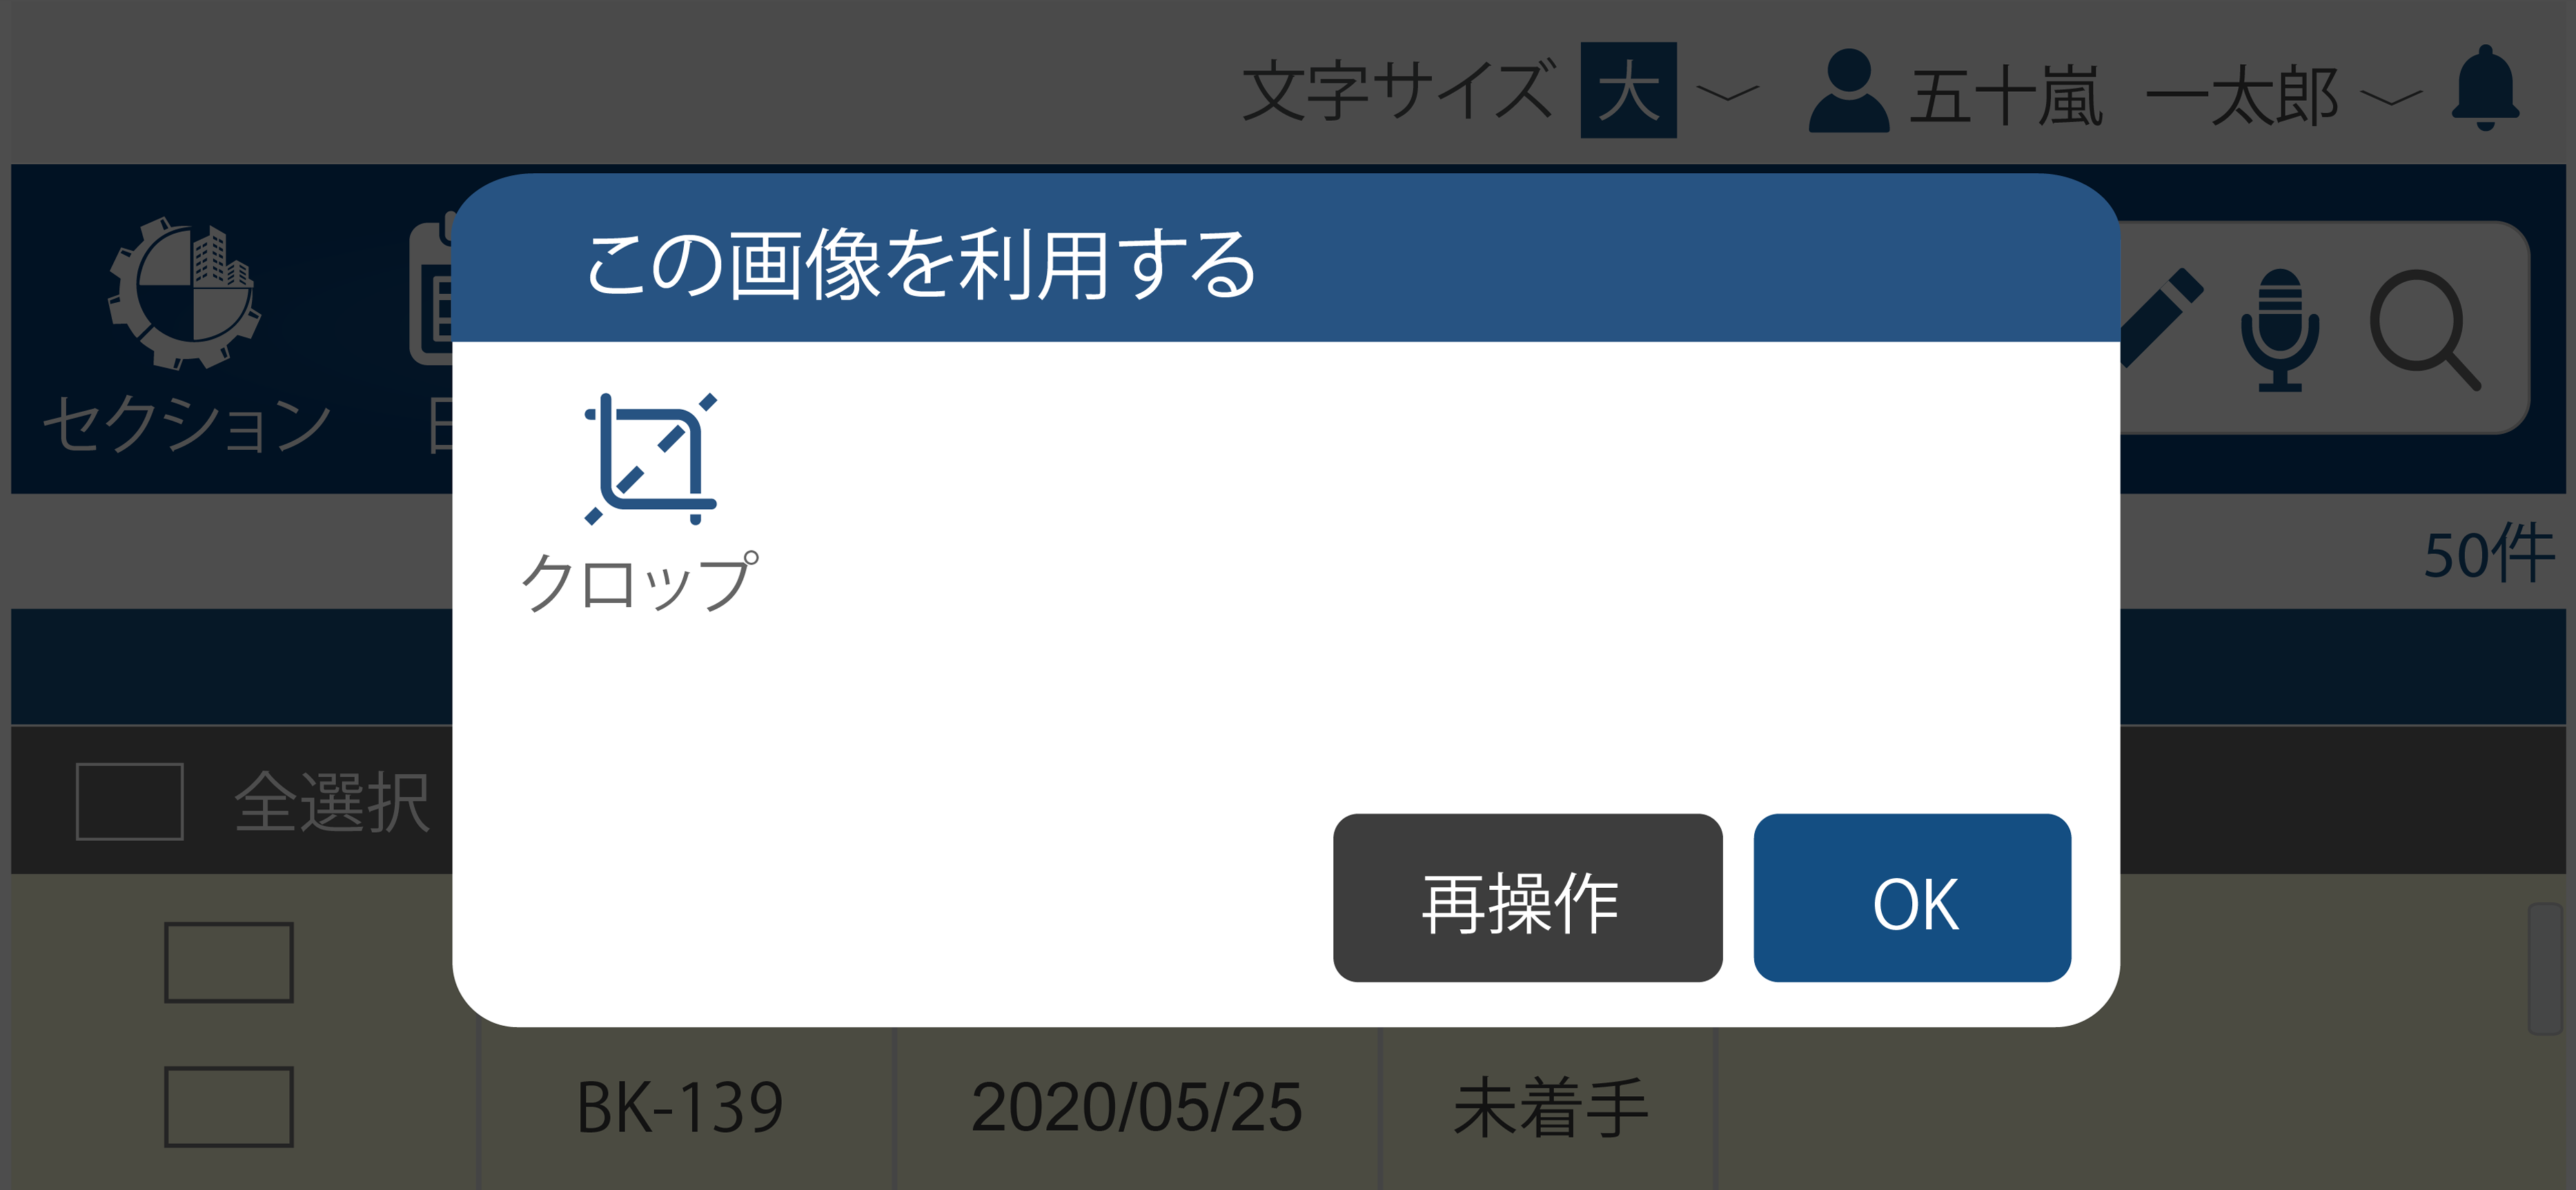 文字サイズ 大 五十嵐 一太郎
この画像を利用する
セクション
クロップ
50件
全選択
再操作 OK
BK-139 2020/05/25 未着手